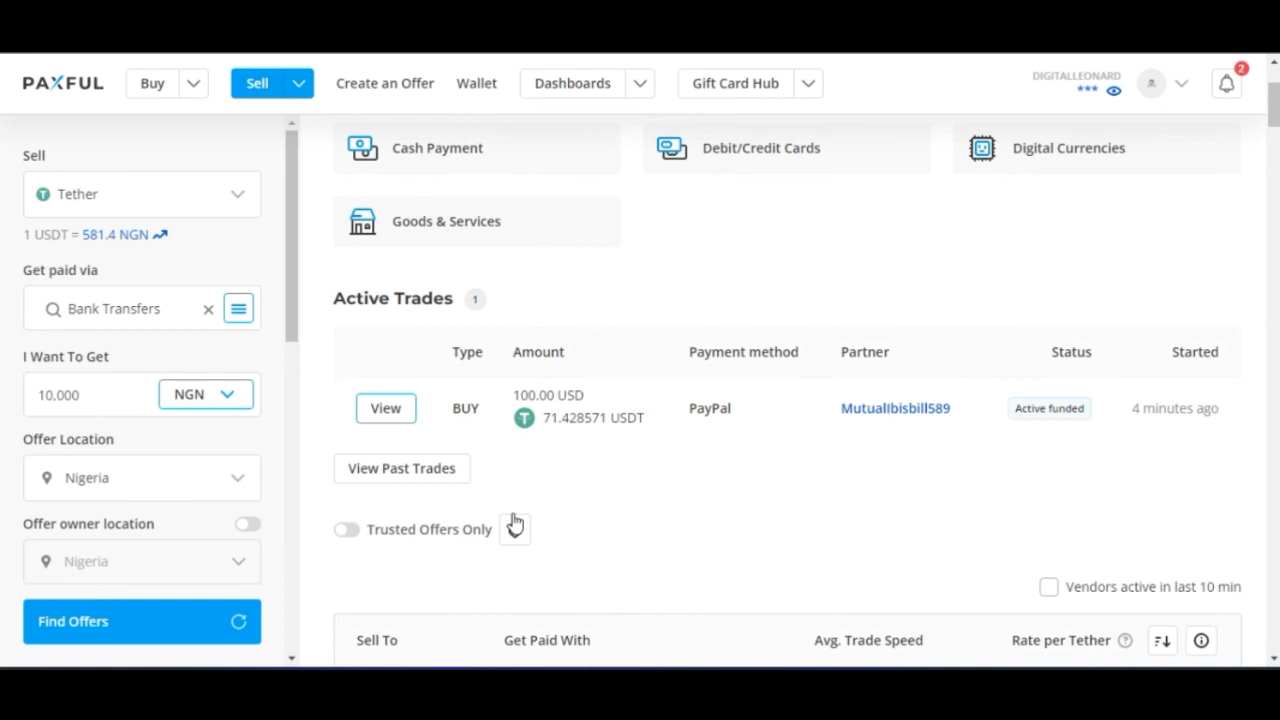 PAXFUL Buy Sell Create an Offer Wallet Dashboards Gift Card Hub DIGITALLEONARD *** 2
Sell
Tether
1 USDT = 581.4 NGN
Get paid via
Bank Transfers
I Want To Get
10,000 NGN
Offer Location
Nigeria
Offer owner location
Nigeria
Find Offers
Cash Payment Debit/Credit Cards Digital Currencies
Goods & Services
Active Trades 1
Type Amount Payment method Partner Status Started
View BUY 100.00 USD PayPal MutualIbisbill589 Active funded 4 minutes ago
71.428571 USDT
View Past Trades
Trusted Offers Only
Vendors active in last 10 min
Sell To Get Paid With Avg. Trade Speed Rate per Tether